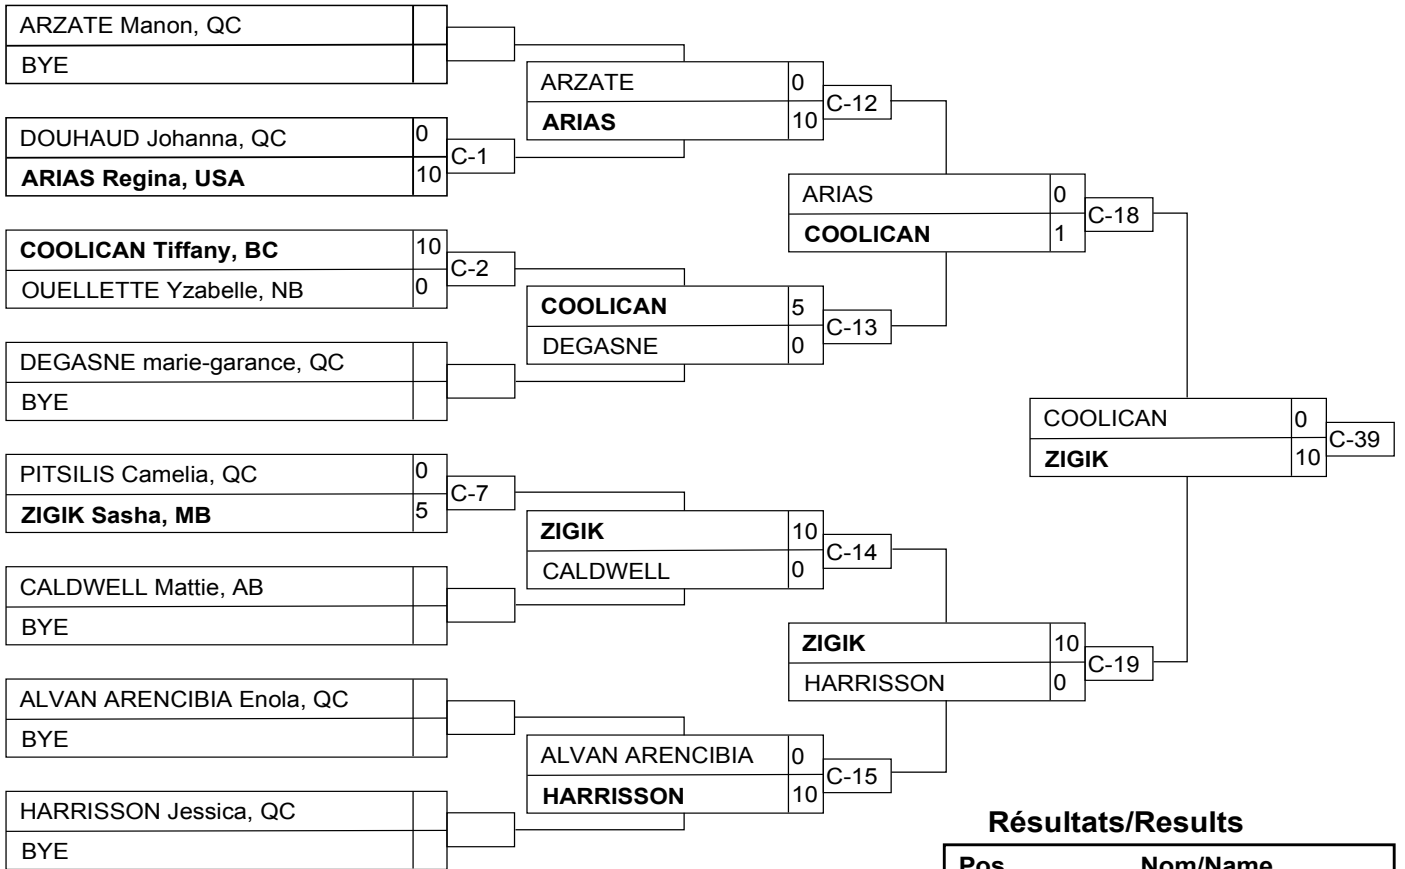 ARZATE Manon, QC
BYE
DOUHAUD Johanna, QC 0
ARIAS Regina, USA 10
C-1
COOLICAN Tiffany, BC 10
OUELLETTE Yzabelle, NB 0
C-2
DEGASNE marie-garance, QC
BYE
PITSILIS Camelia, QC 0
ZIGIK Sasha, MB 5
C-7
CALDWELL Mattie, AB
BYE
ALVAN ARENCIBIA Enola, QC
BYE
HARRISSON Jessica, QC
BYE
ARZATE 0
ARIAS 10
C-12
COOLICAN 5
DEGASNE 0
C-13
ZIGIK 10
CALDWELL 0
C-14
ALVAN ARENCIBIA 0
HARRISSON 10
C-15
ARIAS 0
COOLICAN 1
C-18
ZIGIK 10
HARRISSON 0
C-19
COOLICAN 0
ZIGIK 10
C-39
Résultats/Results
Pos Nom/Name